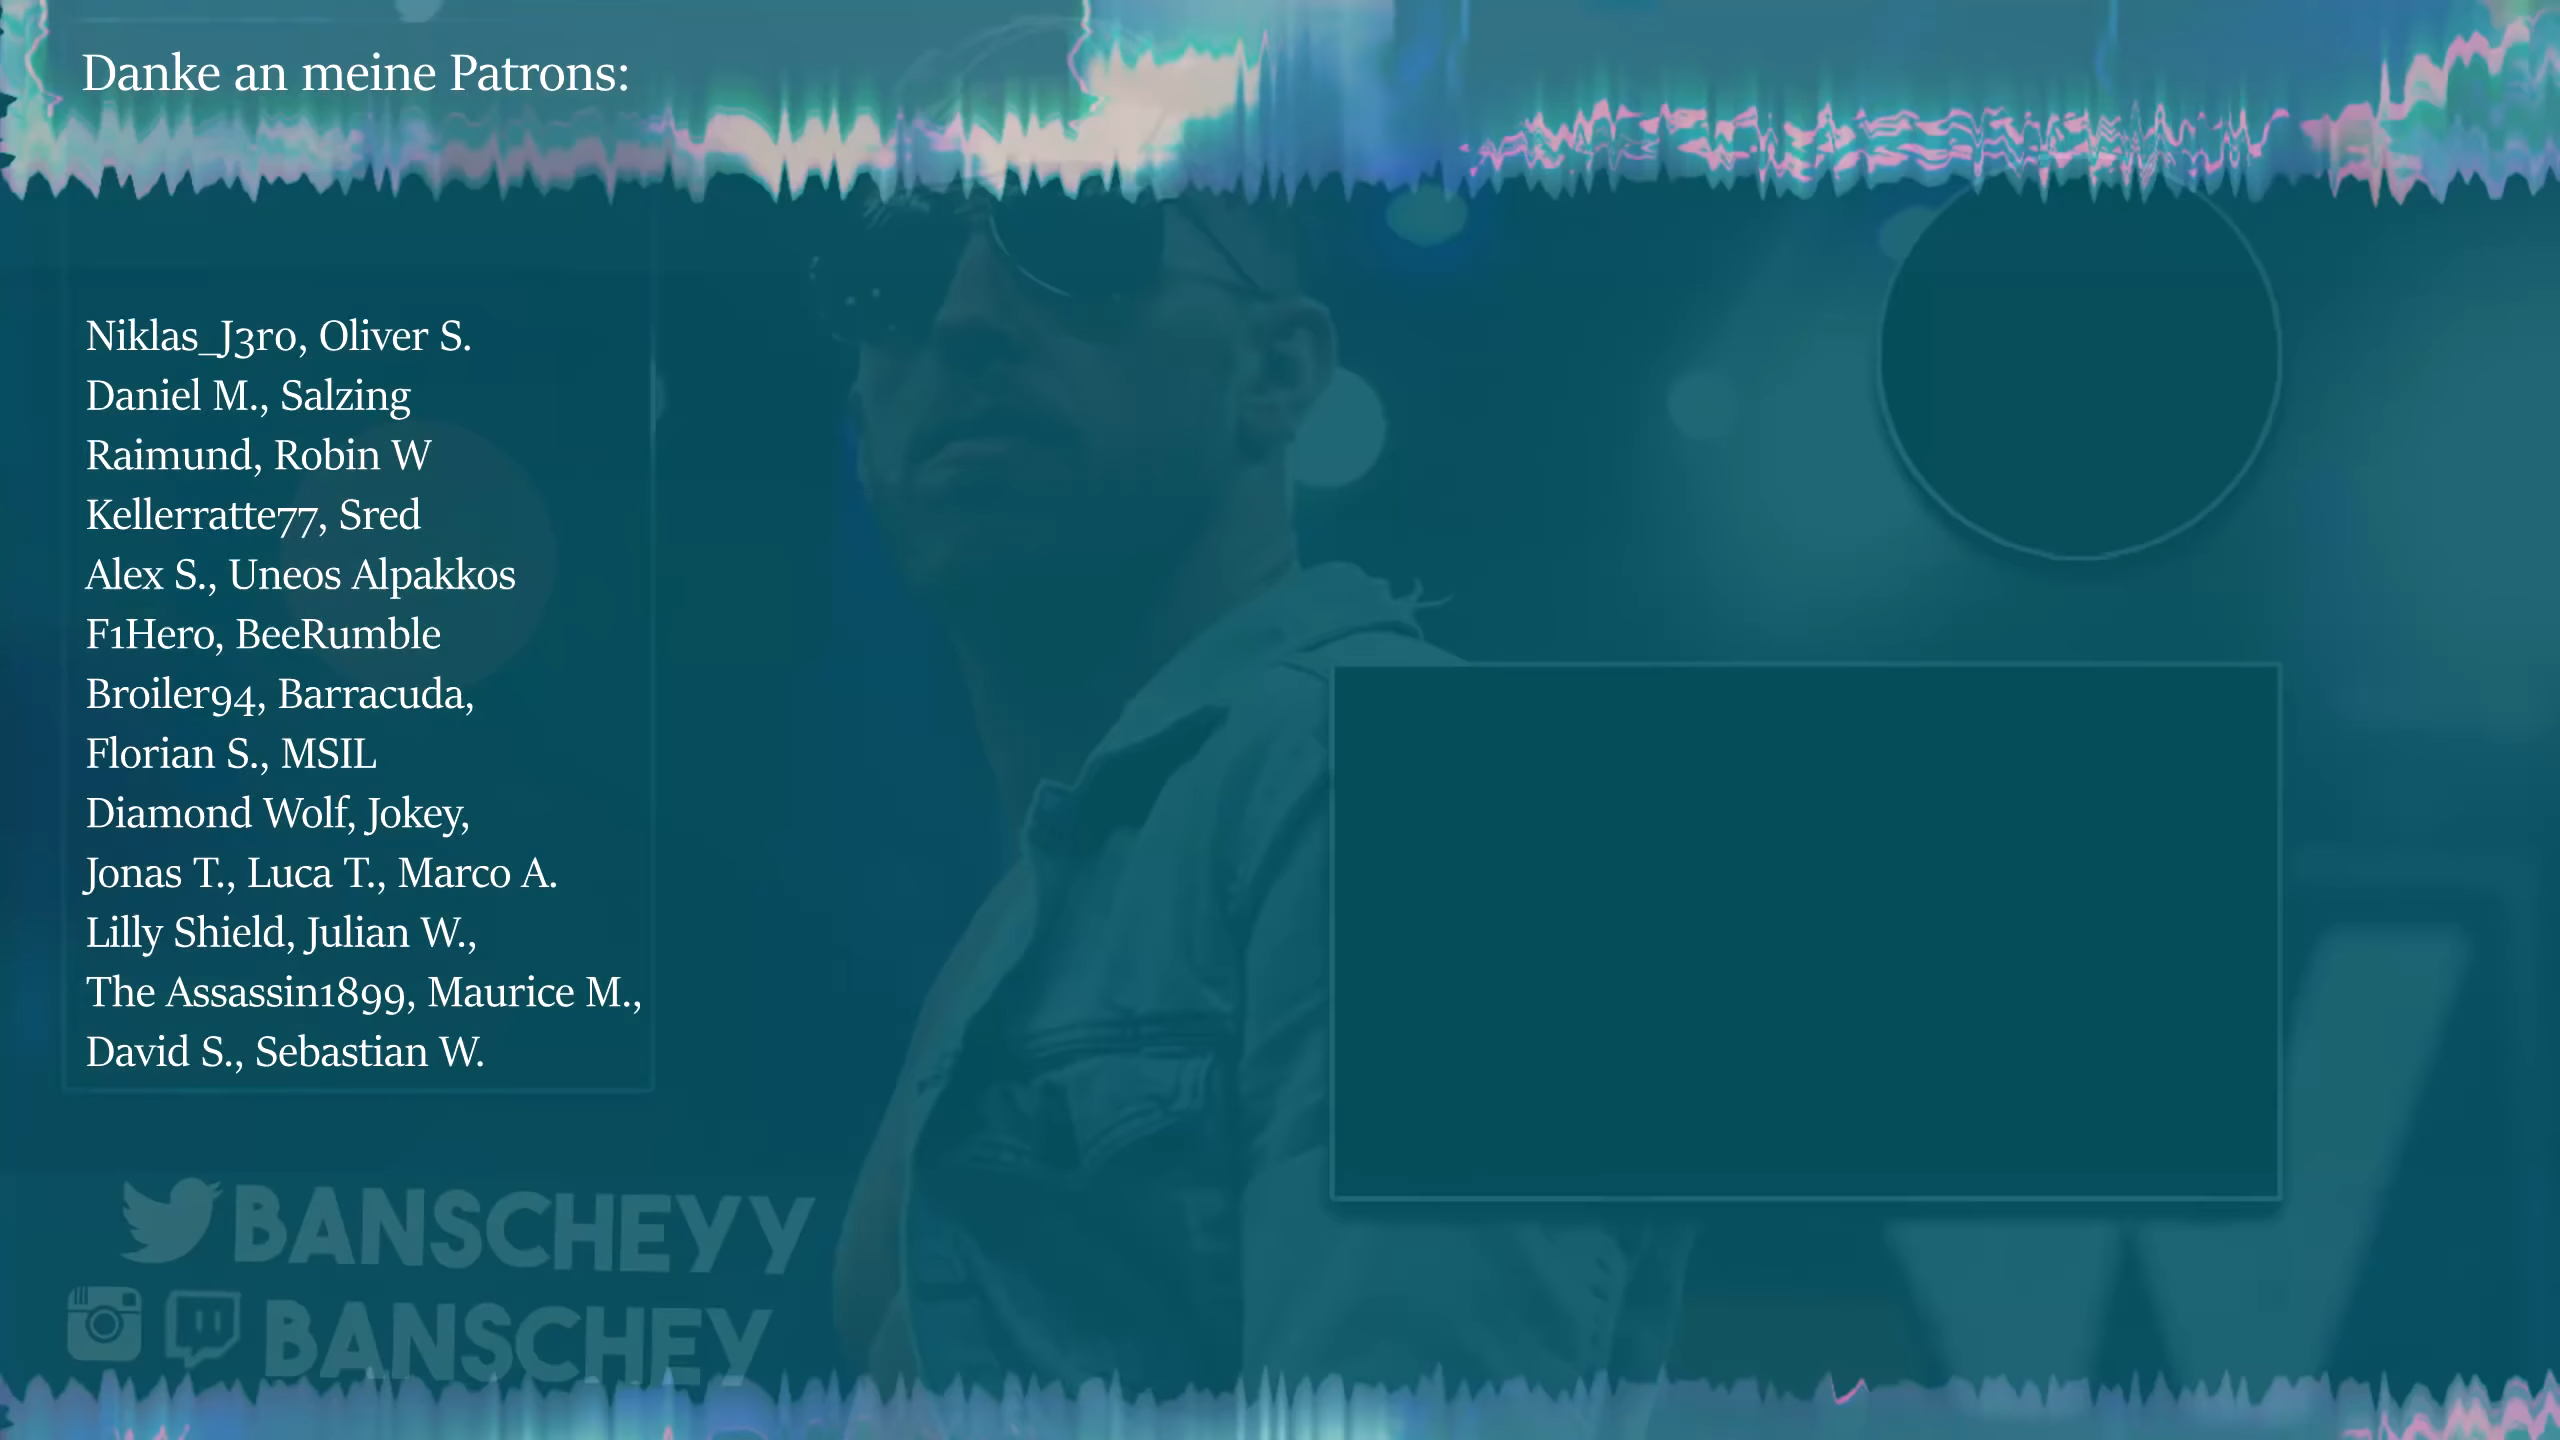 Danke an meine Patrons:
Niklas_J3ro, Oliver S.
Daniel M., Salzing
Raimund, Robin W
Kellerratte77, Sred
Alex S., Uneos Alpakkos
F1Hero, BeeRumble
Broiler94, Barracuda,
Florian S., MSIL
Diamond Wolf, Jokey,
Jonas T., Luca T., Marco A.
Lilly Shield, Julian W.,
The Assassin1899, Maurice M.,
David S., Sebastian W.
BANSCHEYY
BANSCHEY